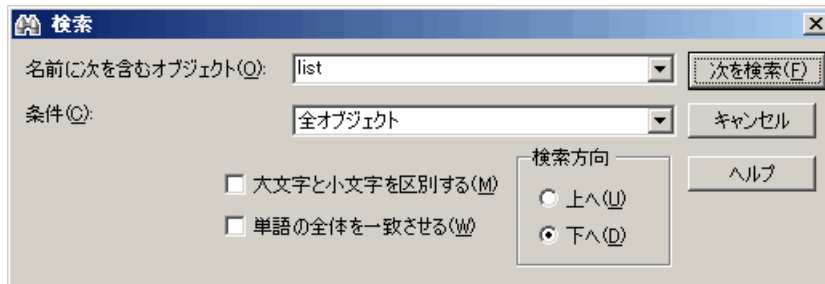 検索
名前に次を含むオブジェクト(O): list 次を検索(F)
条件(C): 全オブジェクト キャンセル
検索方向 ヘルプ
大文字と小文字を区別する(M) 上へ(U)
単語の全体を一致させる(W) 下へ(D)